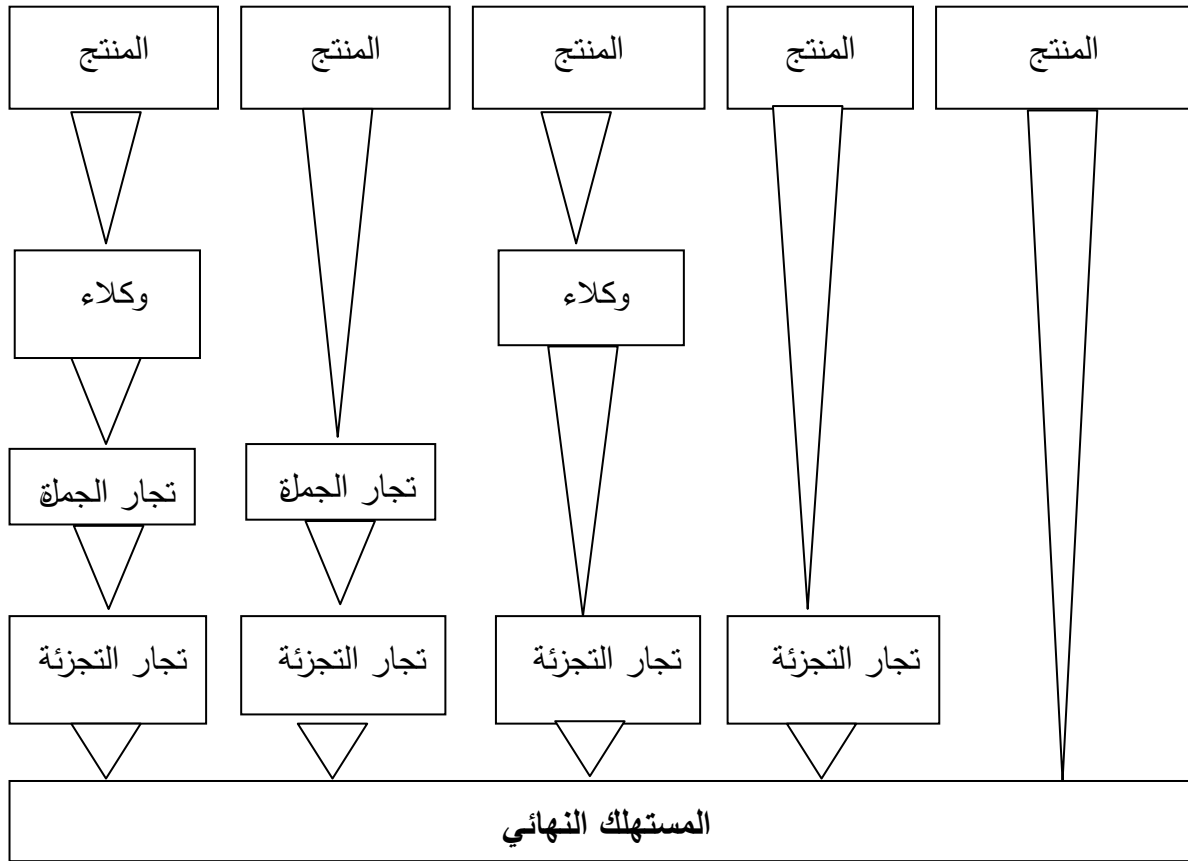 المنتج
المنتج
المنتج
المنتج
المنتج
وكلاء
وكلاء
تجار الجملة
تجار الجملة
تجار التجزئة
تجار التجزئة
تجار التجزئة
تجار التجزئة
المستهلك النهائي